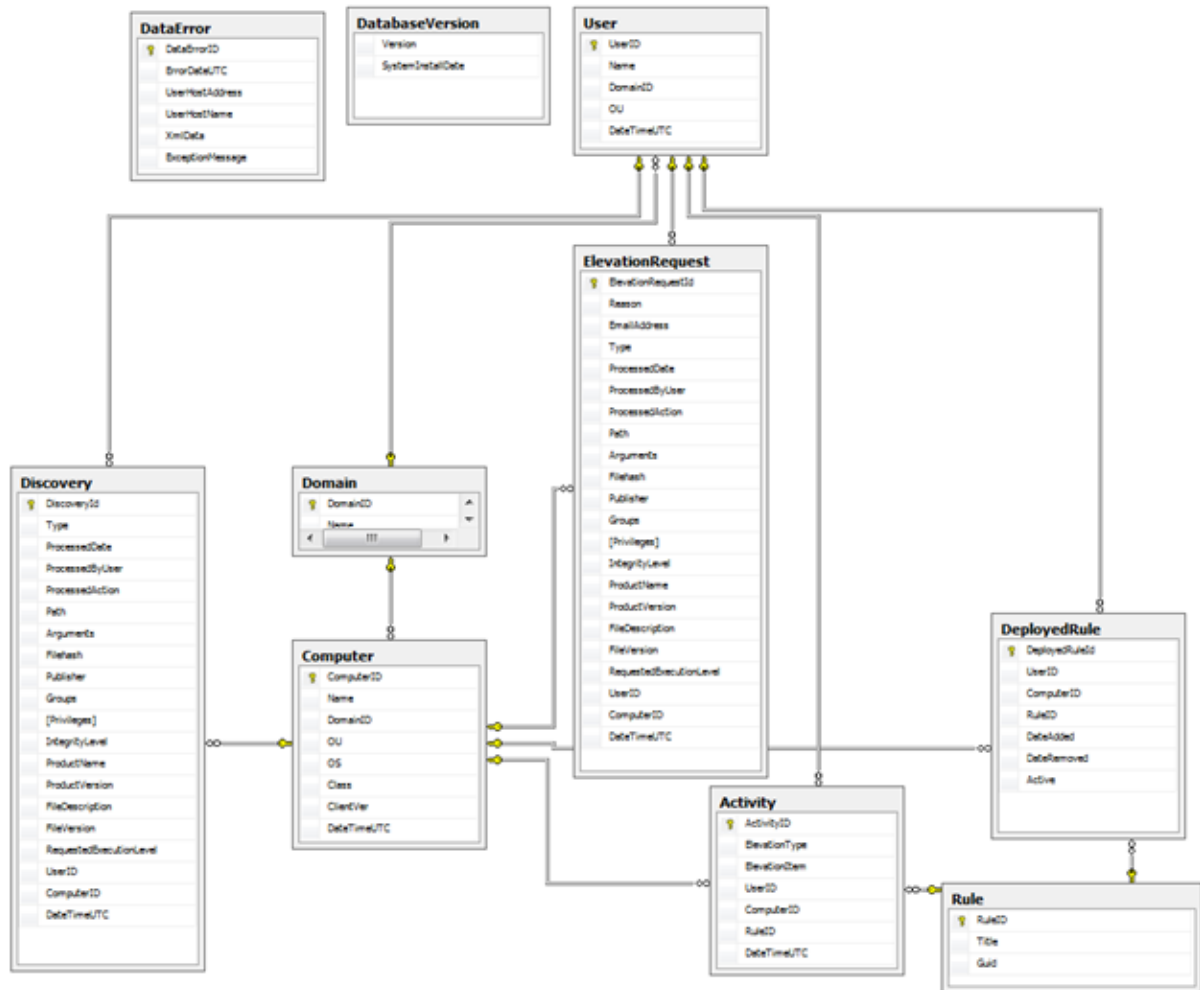 DataError
DataErrorID
ErrorDateUTC
UserHostAddress
UserHostName
XmlData
ExceptionMessage
DatabaseVersion
Version
SystemInstallDate
User
UserID
Name
DomainID
OU
DateTimeUTC
ElevationRequest
ElevationRequestId
Reason
EmailAddress
Type
ProcessedDate
ProcessedByUser
ProcessedAction
Path
Arguments
Filehash
Publisher
Groups
[Privileges]
IntegrityLevel
ProductName
ProductVersion
FileDescription
FileVersion
RequestedExecutionLevel
UserID
ComputerID
DateTimeUTC
Discovery
DiscoveryId
Type
ProcessedDate
ProcessedByUser
ProcessedAction
Path
Arguments
Filehash
Publisher
Groups
[Privileges]
IntegrityLevel
ProductName
ProductVersion
FileDescription
FileVersion
RequestedExecutionLevel
UserID
ComputerID
DateTimeUTC
Domain
DomainID
Name
Computer
ComputerID
Name
DomainID
OU
OS
Class
ClientVer
DateTimeUTC
DeployedRule
DeployedRuleId
UserID
ComputerID
RuleID
DateAdded
DateRemoved
Active
Activity
ActivityID
ElevationType
ElevationItem
UserID
ComputerID
RuleID
DateTimeUTC
Rule
RuleID
Title
Guid